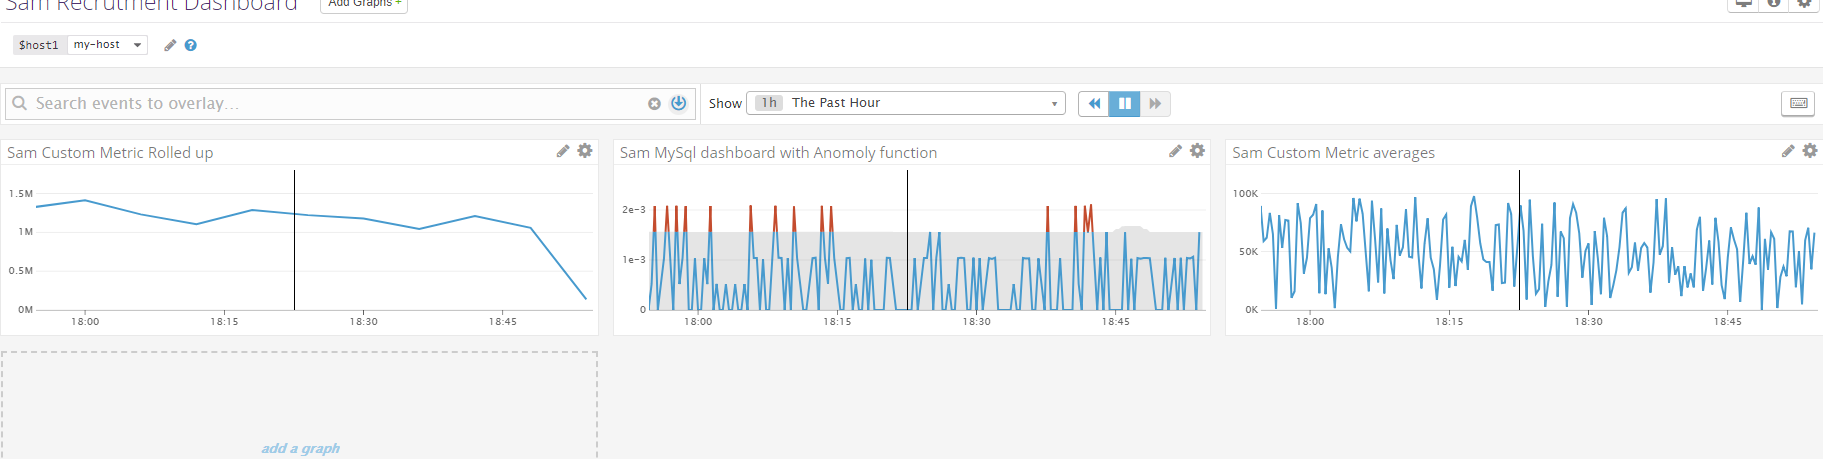 Sam Recrutment Dashboard
Add Graphs +
$host1 my-host
Search events to overlay...
Show 1h The Past Hour
Sam Custom Metric Rolled up
1.5M
1M
0.5M
0M
18:00 18:15 18:30 18:45
Sam MySql dashboard with Anomoly function
2e-3
1e-3
0
18:00 18:15 18:30 18:45
Sam Custom Metric averages
100K
50K
0K
18:00 18:15 18:30 18:45
add a graph